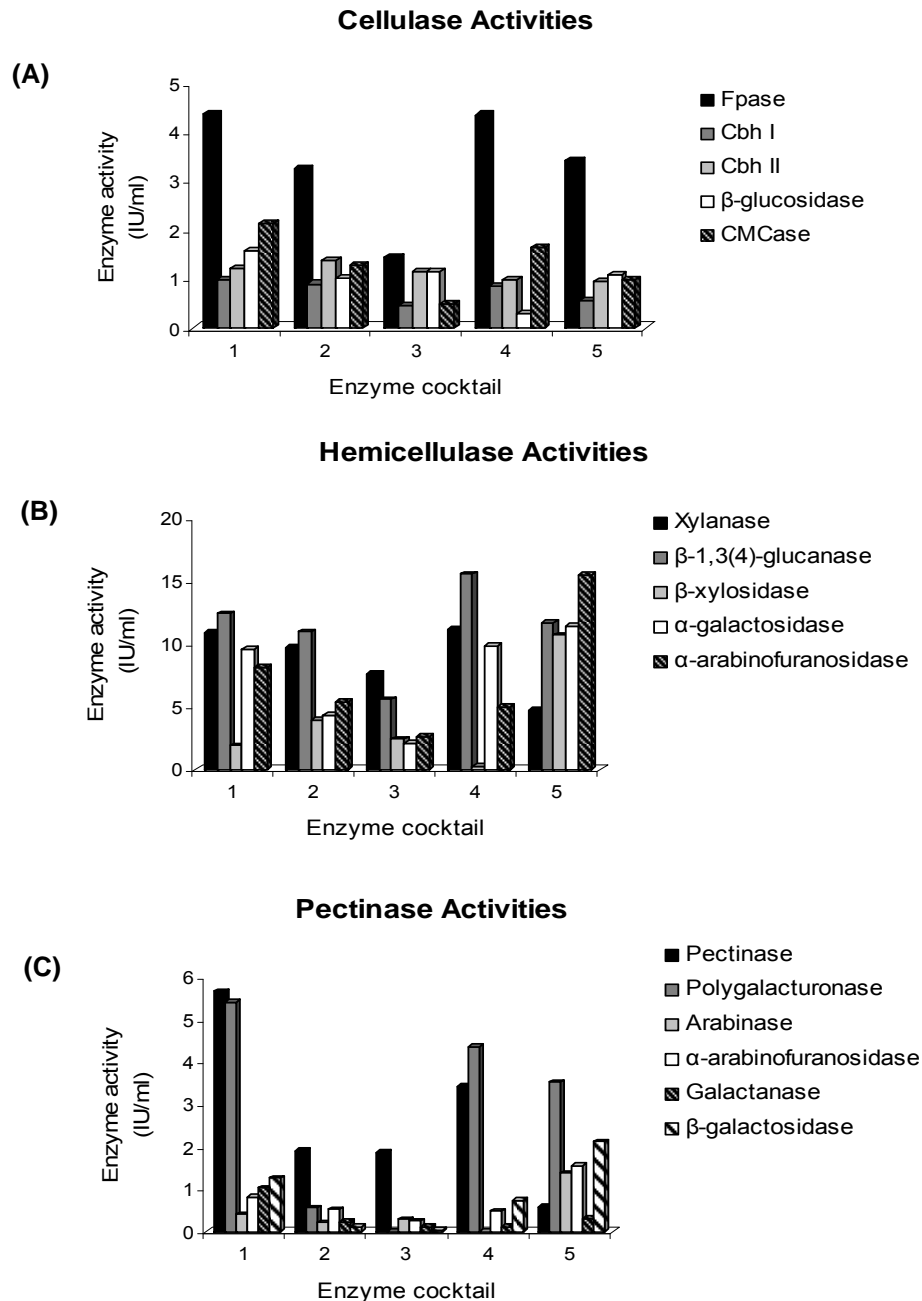 Cellulase Activities
(A)
Enzyme activity
(IU/ml)
5
4
3
2
1
0
1 2 3 4 5
Enzyme cocktail
Fpase
Cbh I
Cbh II
β-glucosidase
CMCase
Hemicellulase Activities
(B)
Enzyme activity
(IU/ml)
20
15
10
5
0
1 2 3 4 5
Enzyme cocktail
Xylanase
β-1,3(4)-glucanase
β-xylosidase
α-galactosidase
α-arabinofuranosidase
Pectinase Activities
(C)
Enzyme activity
(IU/ml)
6
5
4
3
2
1
0
1 2 3 4 5
Enzyme cocktail
Pectinase
Polygalacturonase
Arabinase
α-arabinofuranosidase
Galactanase
β-galactosidase